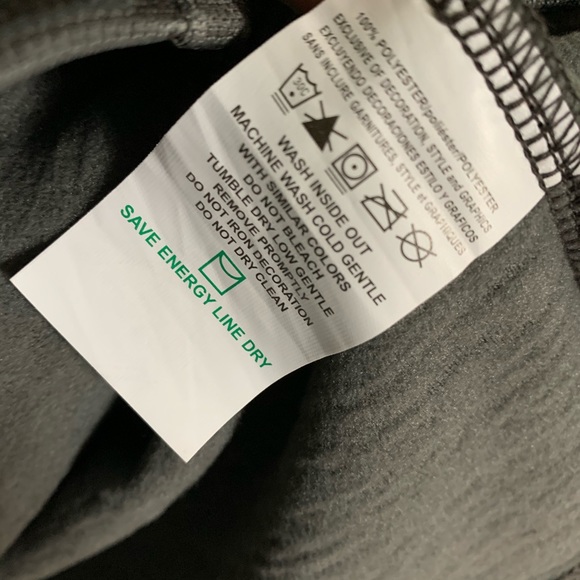 100% POLYESTER/poliéster/POLYESTER
EXCLUSIVE OF DECORATION, STYLE and GRAPHICS
EXCLUYENDO DECORACIONES ESTILO Y GRAFICOS
SANS INCLURE GARNITURES, STYLE et GRAPHIQUES
30C
WASH INSIDE OUT
MACHINE WASH COLD GENTLE
WITH SIMILAR COLORS
DO NOT BLEACH
TUMBLE DRY LOW GENTLE
REMOVE PROMPTLY
DO NOT IRON DECORATION
DO NOT DRY CLEAN
SAVE ENERGY LINE DRY